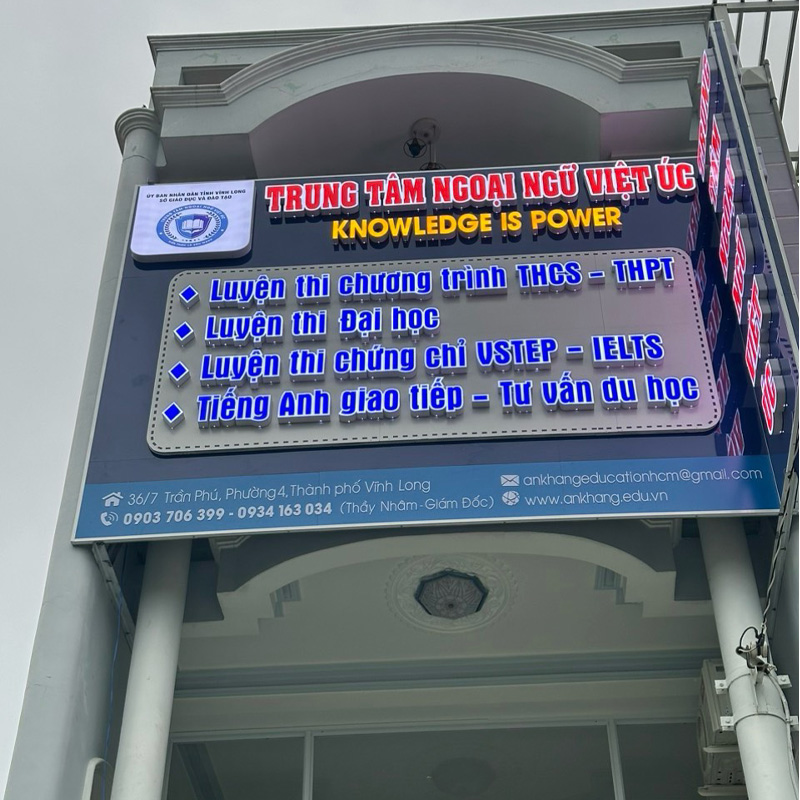 ỦY BAN NHÂN DÂN TỈNH VĨNH LONG
SỞ GIÁO DỤC VÀ ĐÀO TẠO
TRUNG TÂM NGOẠI NGỮ VIỆT ÚC
KNOWLEDGE IS POWER
Luyện thi chương trình THCS – THPT
Luyện thi Đại học
Luyện thi chứng chỉ VSTEP – IELTS
Tiếng Anh giao tiếp – Tư vấn du học
36/7 Trần Phú, Phường 4, Thành phố Vĩnh Long
0903 706 399 - 0934 163 034 (Thầy Nhâm - Giám Đốc)
ankhangeducationhcm@gmail.com
www.ankhang.edu.vn